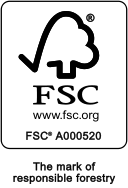 ®
FSC
www.fsc.org
FSC® A000520
The mark of
responsible forestry